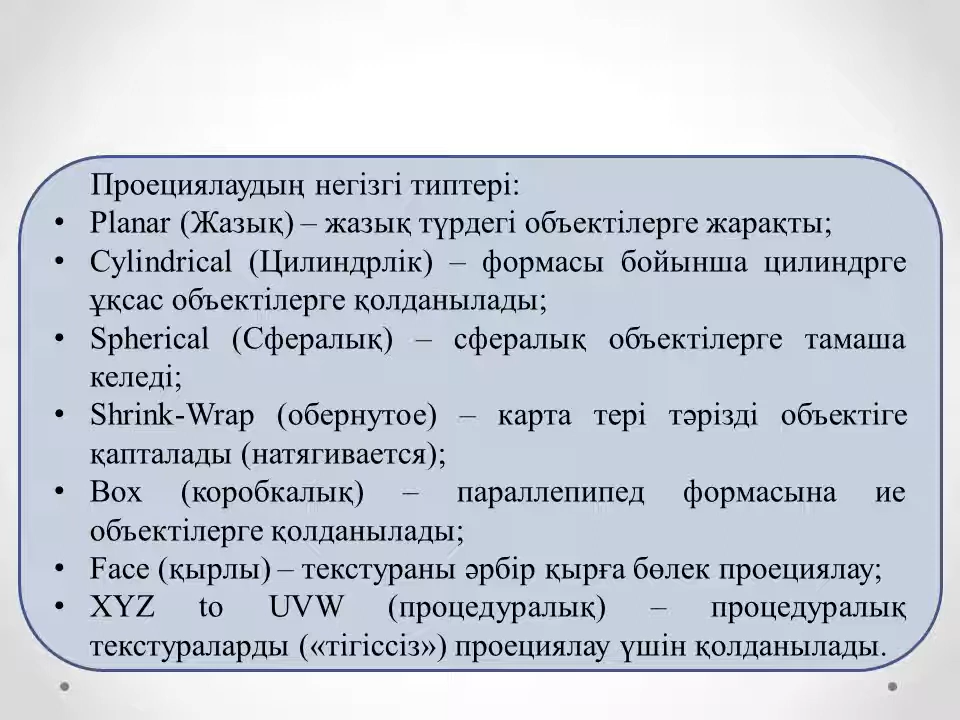 Проециялаудың негізгі типтері:
• Planar (Жазық) – жазық түрдегі объектілерге жарақты;
• Cylindrical (Цилиндрлік) – формасы бойынша цилиндрге
ұқсас объектілерге қолданылады;
• Spherical (Сфералық) – сфералық объектілерге тамаша
келеді;
• Shrink-Wrap (обернутое) – карта тері тәрізді объектіге
қапталады (натягивается);
• Box (коробкалық) – параллепипед формасына ие
объектілерге қолданылады;
• Face (қырлы) – текстураны әрбір қырға бөлек проециялау;
• XYZ to UVW (процедуралық) – процедуралық
текстураларды («тігіссіз») проециялау үшін қолданылады.